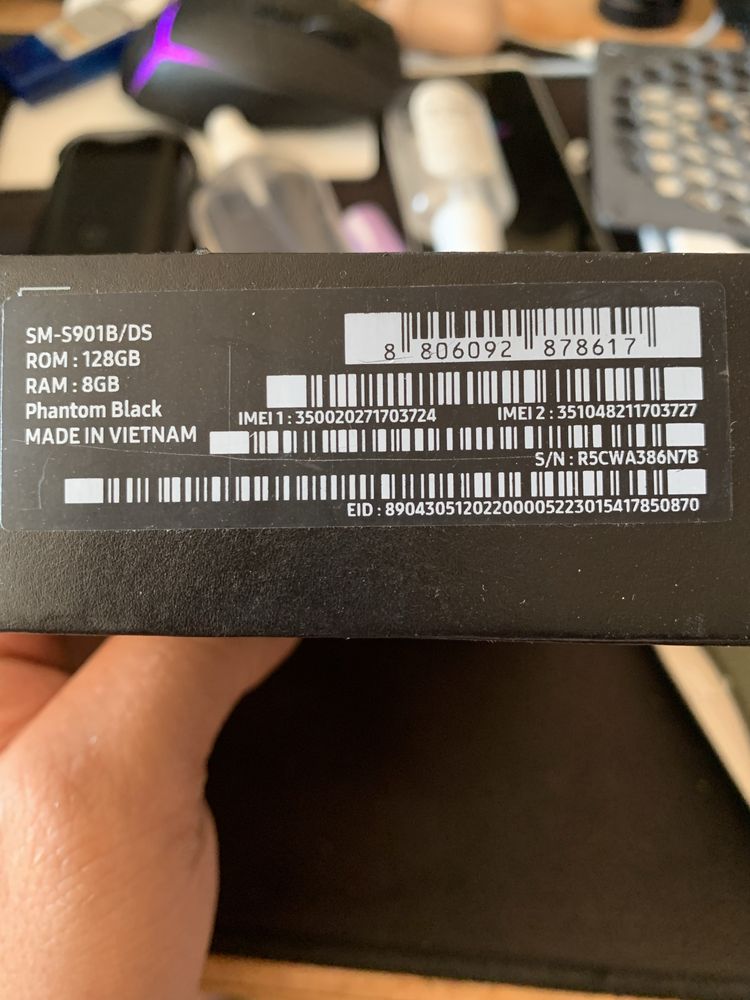 SM-S901B/DS
ROM : 128GB
RAM : 8GB
Phantom Black
MADE IN VIETNAM
8 806092 878617
IMEI 1 : 350020271703724 IMEI 2 : 351048211703727
S/N : R5CWA386N7B
EID : 89043051202200005223015417850870